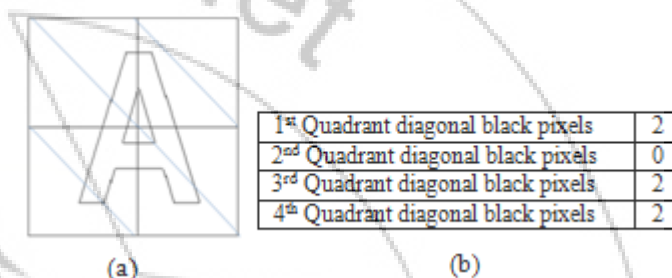 et
A
1st Quadrant diagonal black pixels 2
2nd Quadrant diagonal black pixels 0
3rd Quadrant diagonal black pixels 2
4th Quadrant diagonal black pixels 2
(a) (b)